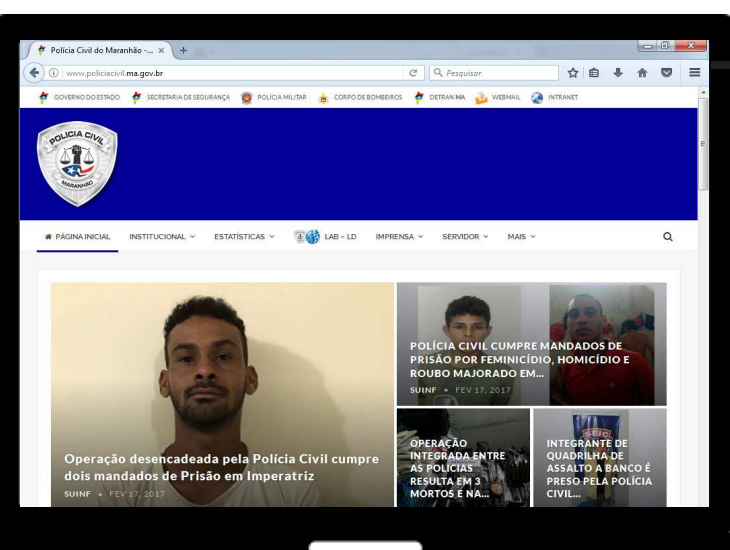 Polícia Civil do Maranhão -... × +
www.policiacivil.ma.gov.br
Pesquisar
GOVERNO DO ESTADO SECRETARIA DE SEGURANÇA POLÍCIA MILITAR CORPO DE BOMBEIROS DETRAN MA WEBMAIL INTRANET
POLICIA CIVIL
MARANHÃO
PÁGINA INICIAL INSTITUCIONAL ESTATÍSTICAS LAB – LD IMPRENSA SERVIDOR MAIS
Operação desencadeada pela Polícia Civil cumpre
dois mandados de Prisão em Imperatriz
SUINF • FEV 17, 2017
POLÍCIA CIVIL CUMPRE MANDADOS DE
PRISÃO POR FEMINICÍDIO, HOMICÍDIO E
ROUBO MAJORADO EM...
SUINF • FEV 17, 2017
OPERAÇÃO
INTEGRADA ENTRE
AS POLÍCIAS
RESULTA EM 3
MORTOS E NA...
SEIC
INTEGRANTE DE
QUADRILHA DE
ASSALTO A BANCO É
PRESO PELA POLÍCIA
CIVIL...